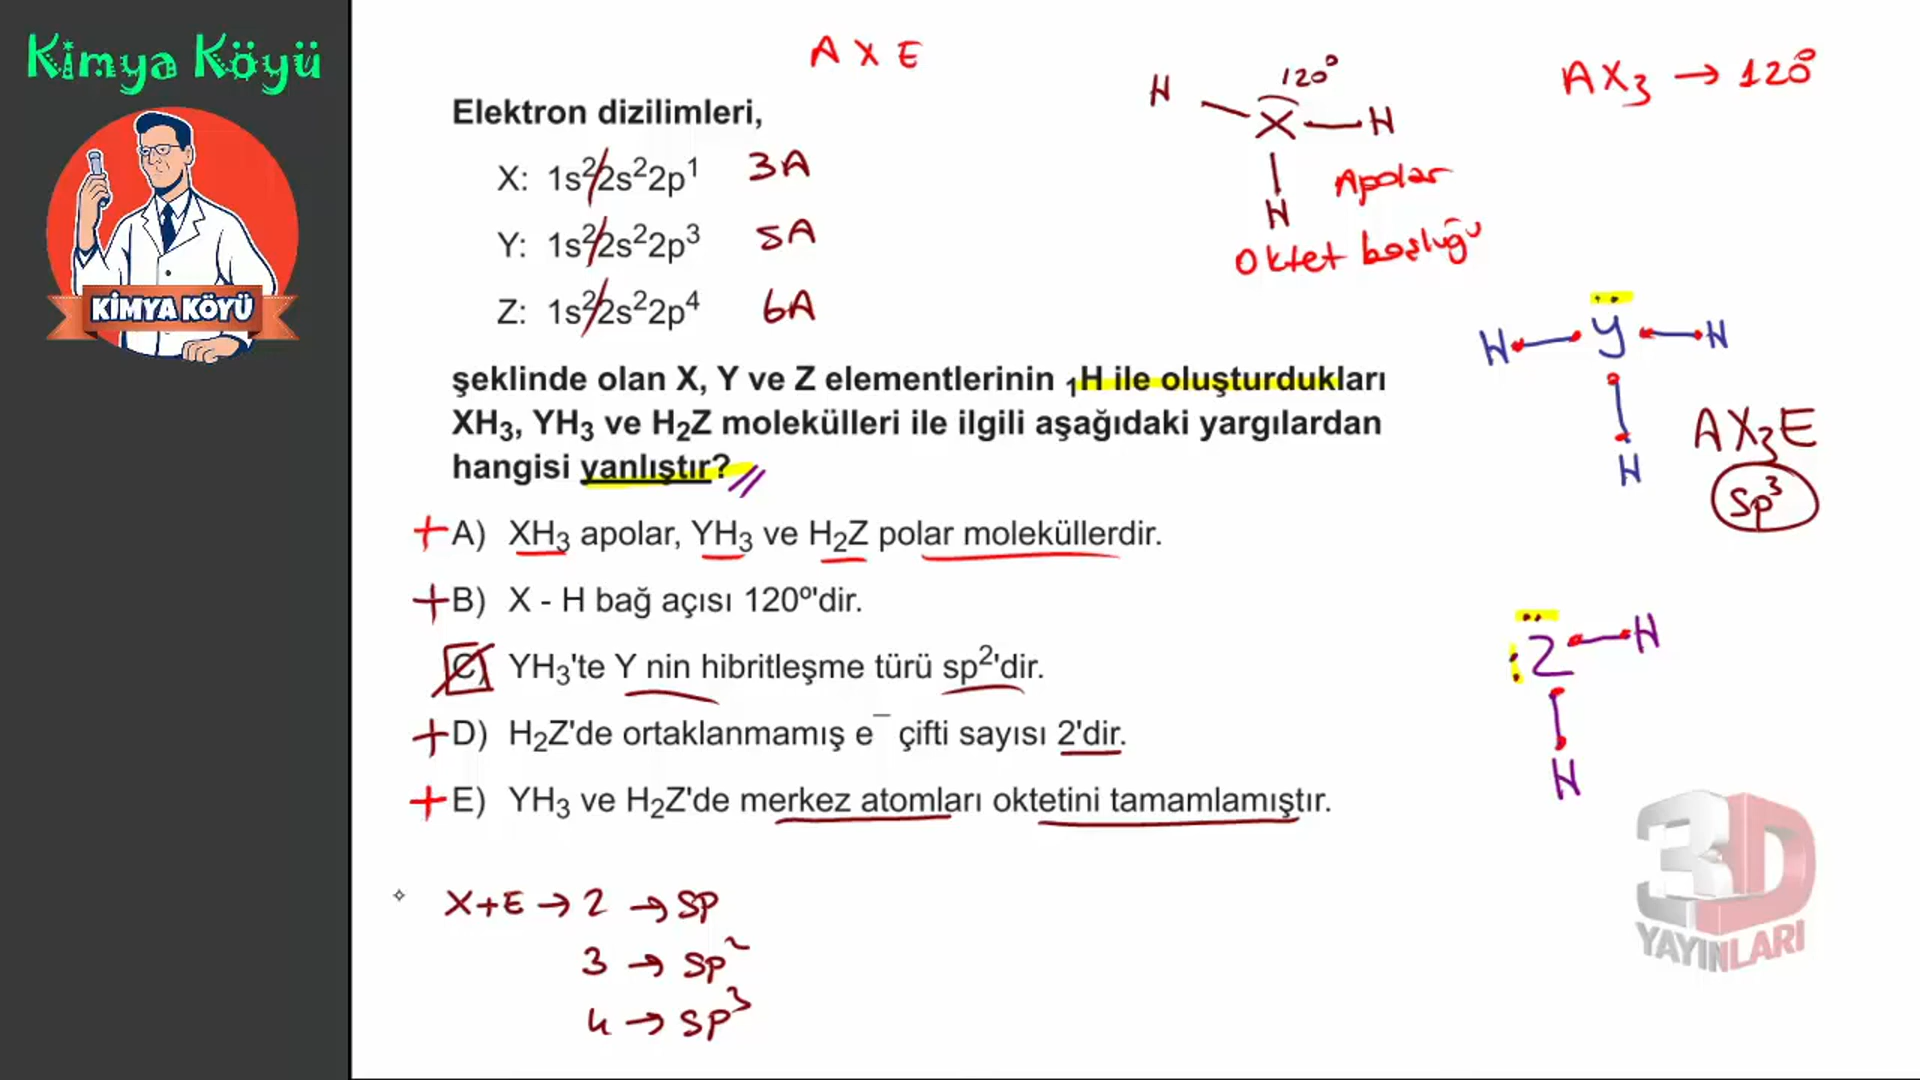 Kimya Köyü
KİMYA KÖYÜ
A X E
Elektron dizilimleri,
X: 1s²2s²2p¹ 3A
Y: 1s²2s²2p³ 5A
Z: 1s²2s²2p⁴ 6A
şeklinde olan X, Y ve Z elementlerinin ₁H ile oluşturdukları
XH₃, YH₃ ve H₂Z molekülleri ile ilgili aşağıdaki yargılardan
hangisi yanlıştır?
+ A) XH₃ apolar, YH₃ ve H₂Z polar moleküllerdir.
+ B) X - H bağ açısı 120º'dir.
C) YH₃'te Y nin hibritleşme türü sp²'dir.
+ D) H₂Z'de ortaklanmamış e⁻ çifti sayısı 2'dir.
+ E) YH₃ ve H₂Z'de merkez atomları oktetini tamamlamıştır.
X+E → 2 → SP
3 → SP²
4 → SP³
120°
H X H
H
Apolar
Oktet boşluğu
AX₃ → 120°
H Y H
H
AX₃E
Sp³
Z H
H
3D
YAYINLARI